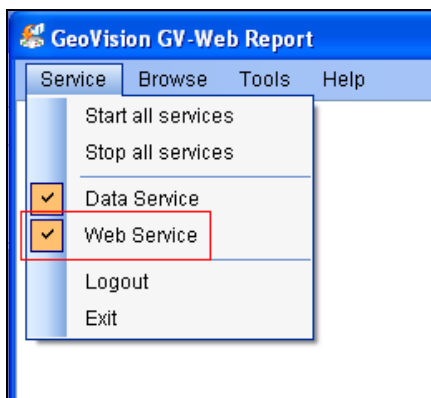 GeoVision GV-Web Report
Service Browse Tools Help
Start all services
Stop all services
Data Service
Web Service
Logout
Exit